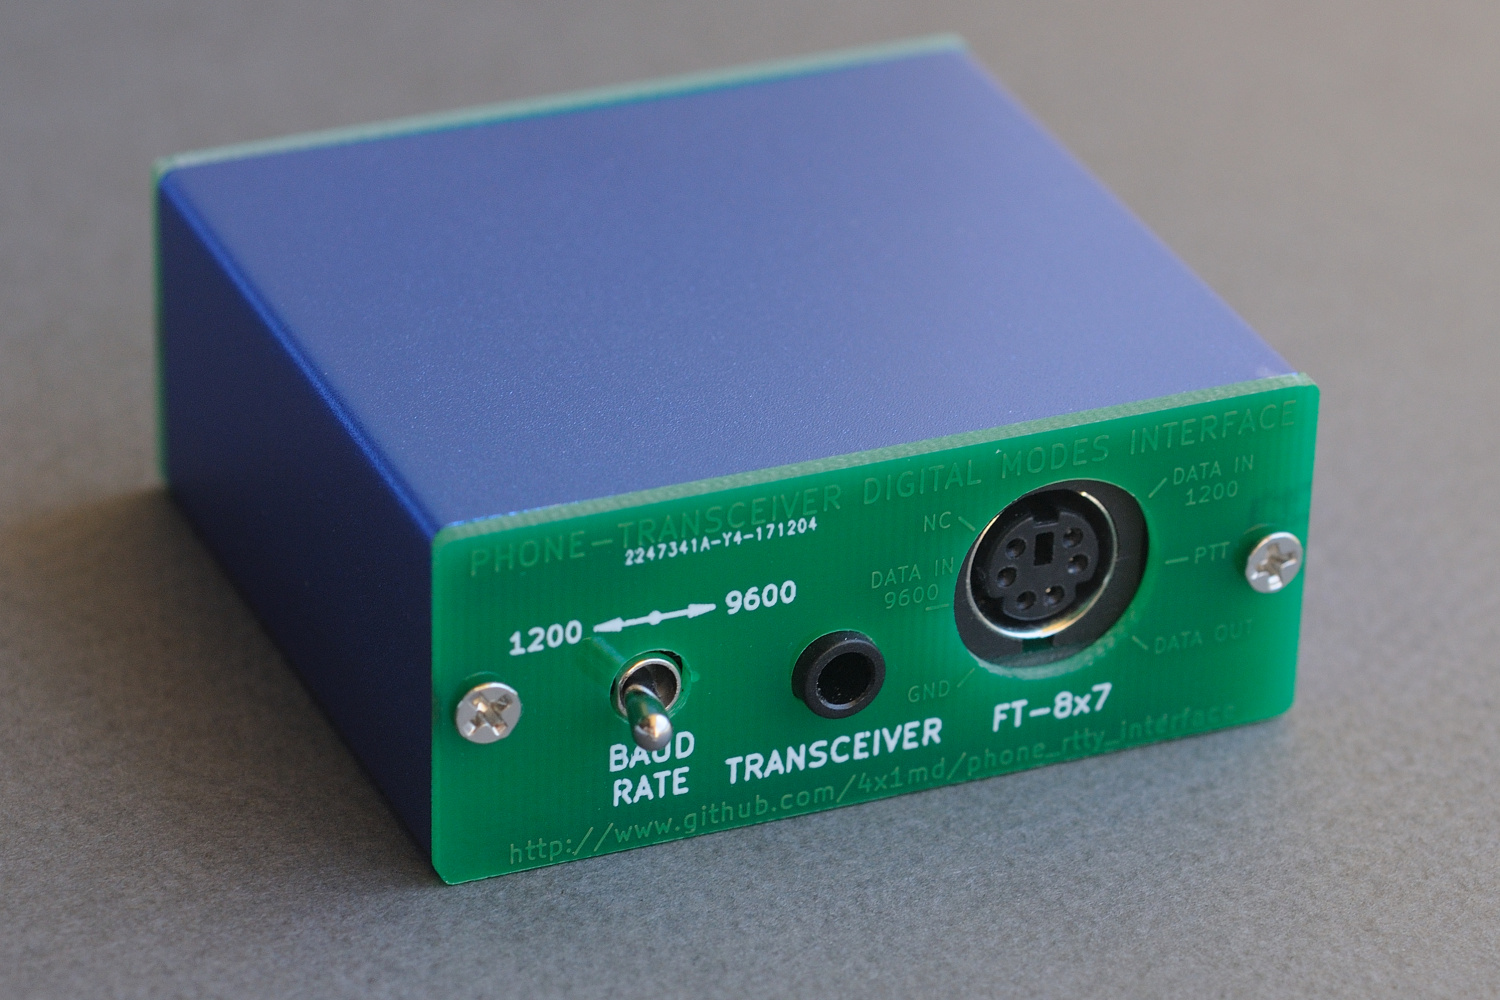 PHONE-TRANSCEIVER DIGITAL MODES INTERFACE
2247341A-Y4-171204
1200
9600
BAUD
RATE
TRANSCEIVER
NC
DATA IN
9600
GND
DATA IN
1200
PTT
DATA OUT
FT-8x7
http://www.github.com/4x1md/phone_rtty_interface